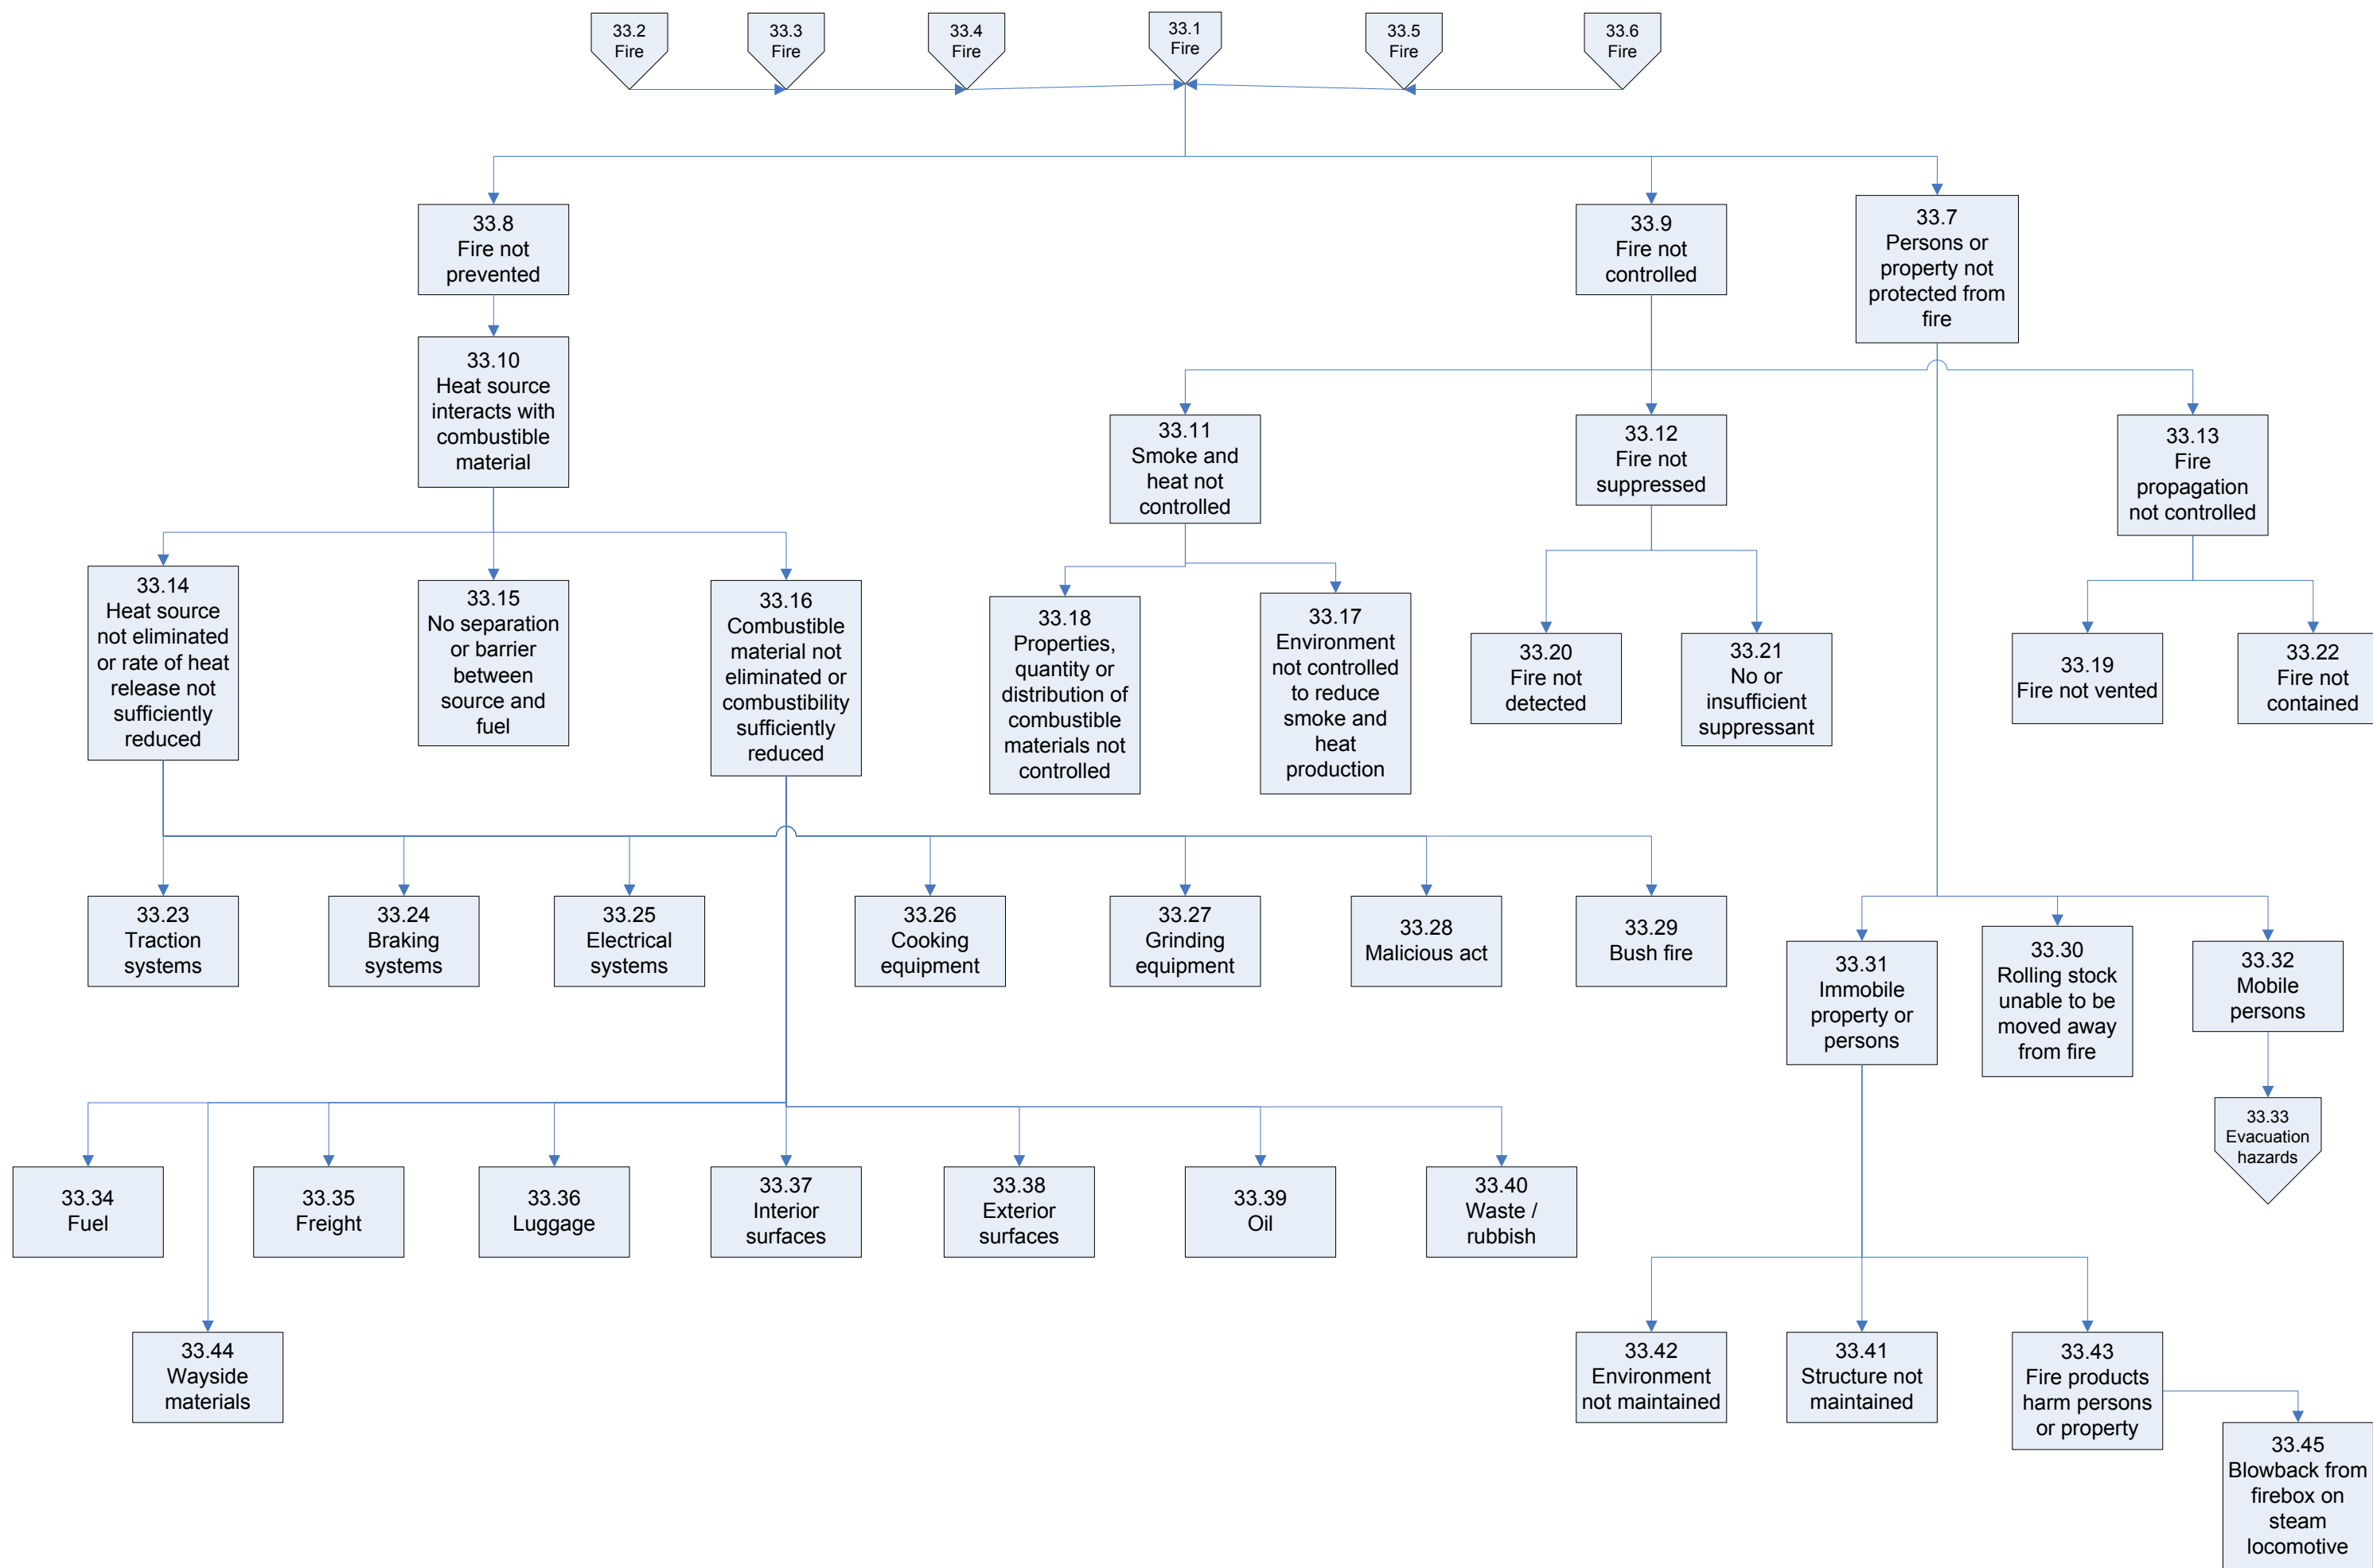 33.2
Fire
33.3
Fire
33.4
Fire
33.1
Fire
33.5
Fire
33.6
Fire
33.8
Fire not
prevented
33.9
Fire not
controlled
33.7
Persons or
property not
protected from
fire
33.10
Heat source
interacts with
combustible
material
33.11
Smoke and
heat not
controlled
33.12
Fire not
suppressed
33.13
Fire
propagation
not controlled
33.14
Heat source
not eliminated
or rate of heat
release not
sufficiently
reduced
33.15
No separation
or barrier
between
source and
fuel
33.16
Combustible
material not
eliminated or
combustibility
sufficiently
reduced
33.18
Properties,
quantity or
distribution of
combustible
materials not
controlled
33.17
Environment
not controlled
to reduce
smoke and
heat
production
33.20
Fire not
detected
33.21
No or
insufficient
suppressant
33.19
Fire not vented
33.22
Fire not
contained
33.23
Traction
systems
33.24
Braking
systems
33.25
Electrical
systems
33.26
Cooking
equipment
33.27
Grinding
equipment
33.28
Malicious act
33.29
Bush fire
33.31
Immobile
property or
persons
33.30
Rolling stock
unable to be
moved away
from fire
33.32
Mobile
persons
33.33
Evacuation
hazards
33.34
Fuel
33.35
Freight
33.36
Luggage
33.37
Interior
surfaces
33.38
Exterior
surfaces
33.39
Oil
33.40
Waste /
rubbish
33.44
Wayside
materials
33.42
Environment
not maintained
33.41
Structure not
maintained
33.43
Fire products
harm persons
or property
33.45
Blowback from
firebox on
steam
locomotive